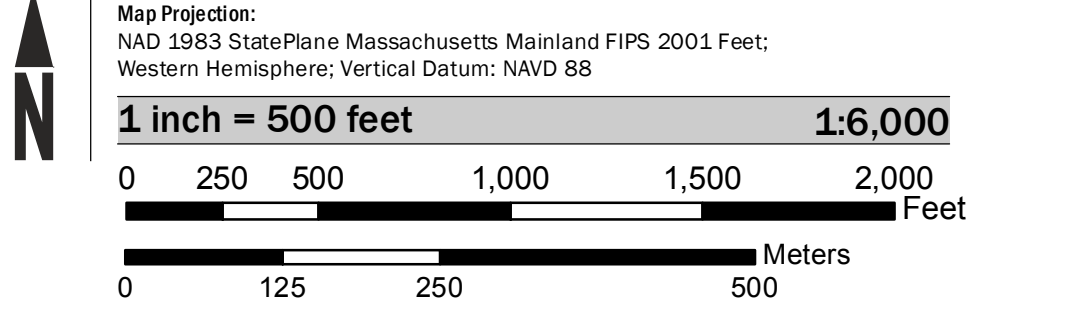 N
Map Projection:
NAD 1983 StatePlane Massachusetts Mainland FIPS 2001 Feet;
Western Hemisphere; Vertical Datum: NAVD 88
1 inch = 500 feet 1:6,000
0 250 500 1,000 1,500 2,000
Feet
Meters
0 125 250 500